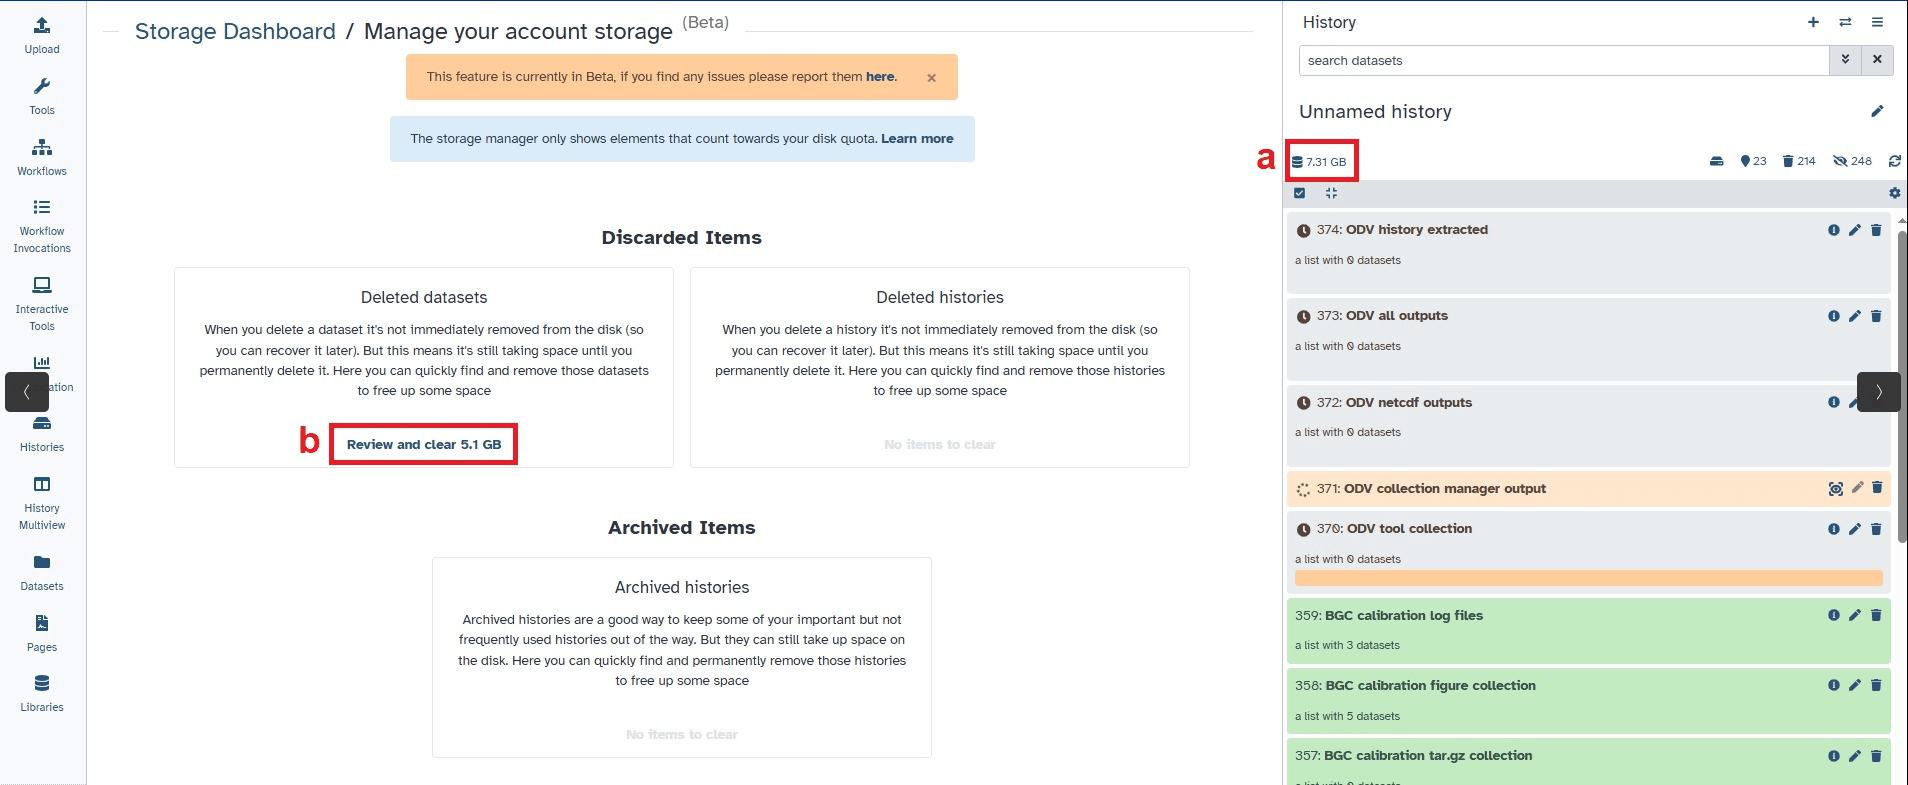 Upload
Tools
Workflows
Workflow
Invocations
Interactive
Tools
ation
Histories
History
Multiview
Datasets
Pages
Libraries
Storage Dashboard / Manage your account storage (Beta)
This feature is currently in Beta, if you find any issues please report them here. ×
The storage manager only shows elements that count towards your disk quota. Learn more
Discarded Items
Deleted datasets
When you delete a dataset it's not immediately removed from the disk (so
you can recover it later). But this means it's still taking space until you
permanently delete it. Here you can quickly find and remove those datasets
to free up some space
b
Review and clear 5.1 GB
Deleted histories
When you delete a history it's not immediately removed from the disk (so
you can recover it later). But this means it's still taking space until you
permanently delete it. Here you can quickly find and remove those histories
to free up some space
No items to clear
Archived Items
Archived histories
Archived histories are a good way to keep some of your important but not
frequently used histories out of the way. But they can still take up space on
the disk. Here you can quickly find and permanently remove those histories
to free up some space
No items to clear
History
search datasets
Unnamed history
a
7.31 GB
23 214 248
374: ODV history extracted
a list with 0 datasets
373: ODV all outputs
a list with 0 datasets
372: ODV netcdf outputs
a list with 0 datasets
371: ODV collection manager output
370: ODV tool collection
a list with 0 datasets
359: BGC calibration log files
a list with 3 datasets
358: BGC calibration figure collection
a list with 5 datasets
357: BGC calibration tar.gz collection